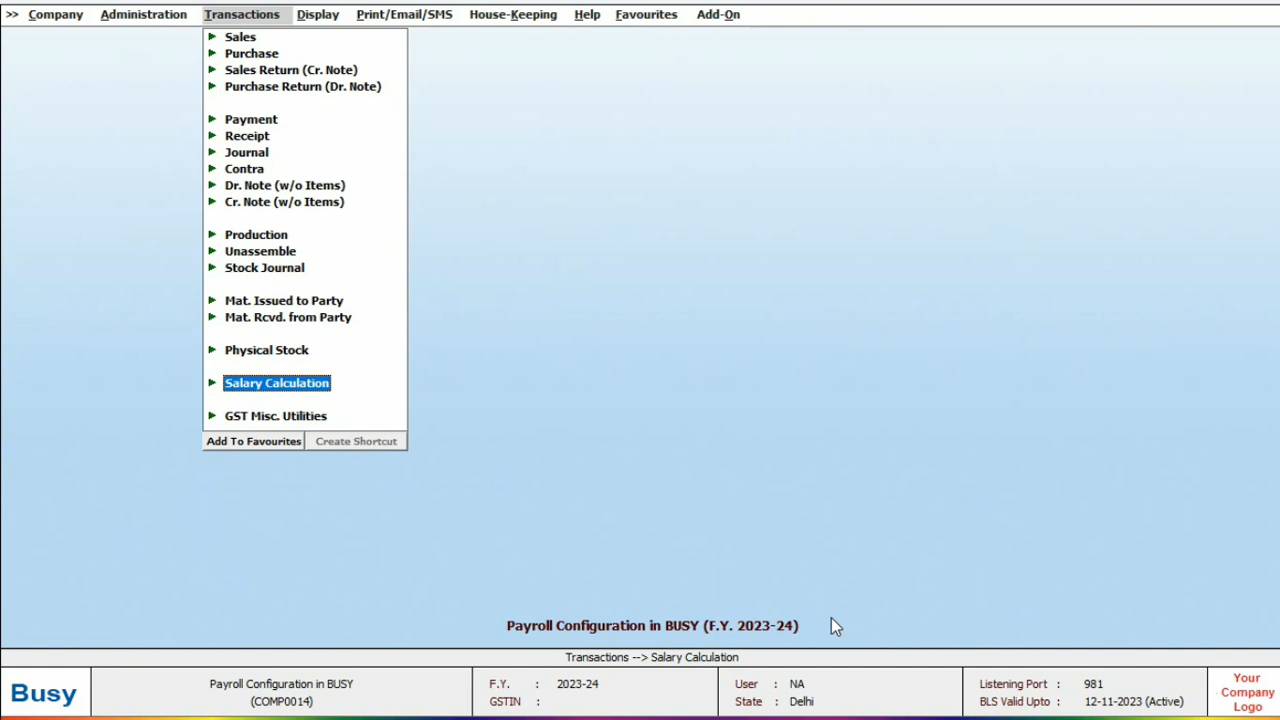 >> Company Administration Transactions Display Print/Email/SMS House-Keeping Help Favourites Add-On
Sales
Purchase
Sales Return (Cr. Note)
Purchase Return (Dr. Note)
Payment
Receipt
Journal
Contra
Dr. Note (w/o Items)
Cr. Note (w/o Items)
Production
Unassemble
Stock Journal
Mat. Issued to Party
Mat. Rcvd. from Party
Physical Stock
Salary Calculation
GST Misc. Utilities
Add To Favourites Create Shortcut
Payroll Configuration in BUSY (F.Y. 2023-24)
Transactions --> Salary Calculation
Busy
Payroll Configuration in BUSY
(COMP0014)
F.Y. : 2023-24
GSTIN :
User : NA
State : Delhi
Listening Port : 981
BLS Valid Upto : 12-11-2023 (Active)
Your
Company
Logo